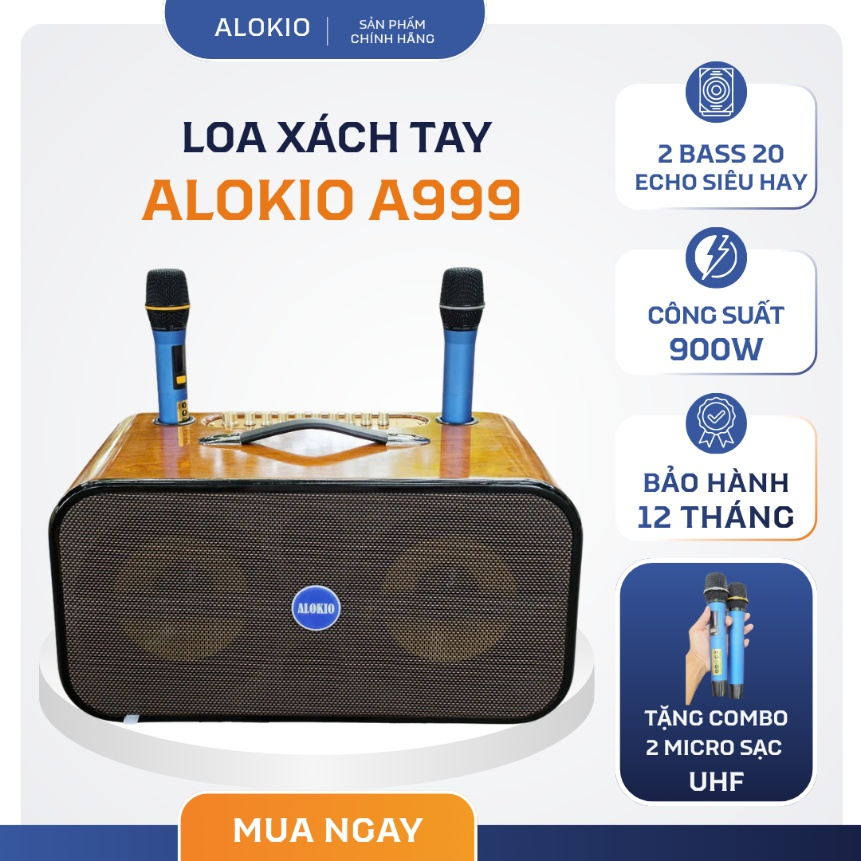 ALOKIO
SẢN PHẨM
CHÍNH HÃNG
LOA XÁCH TAY
ALOKIO A999
2 BASS 20
ECHO SIÊU HAY
CÔNG SUẤT
900W
BẢO HÀNH
12 THÁNG
ALOKIO
TẶNG COMBO
2 MICRO SẠC
UHF
MUA NGAY